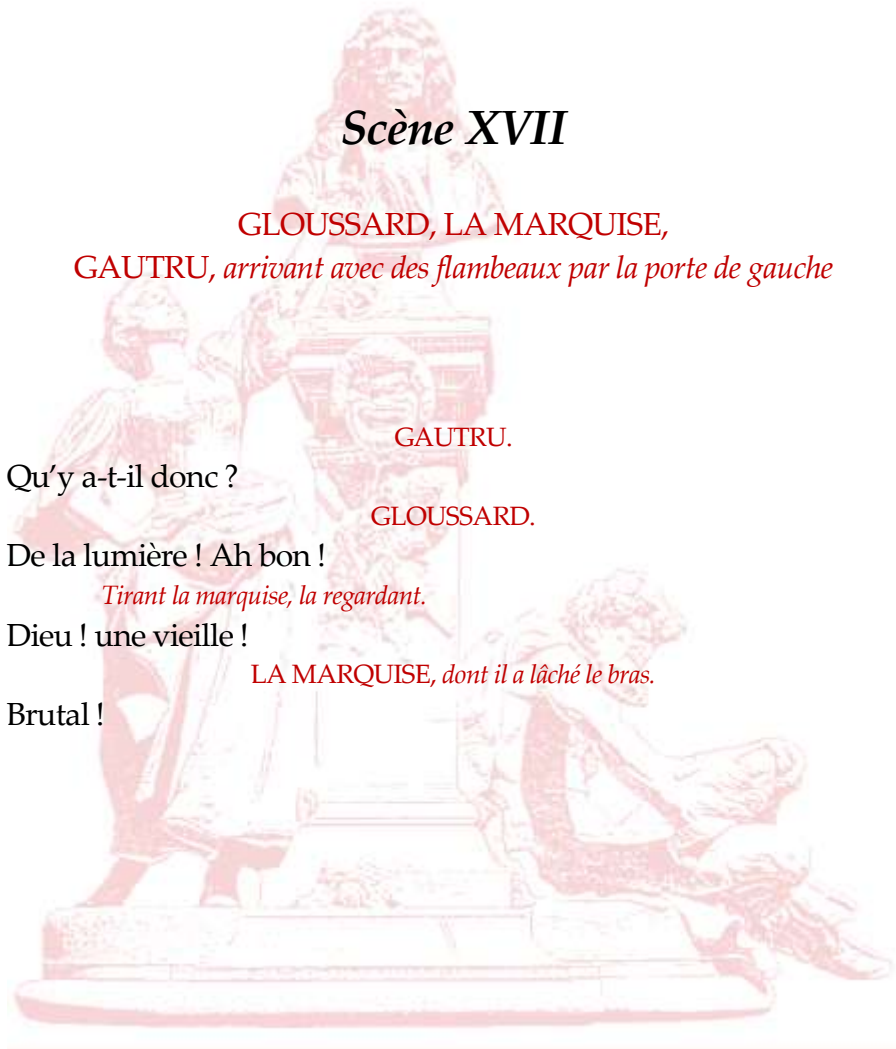 Scène XVII
GLOUSSARD, LA MARQUISE,
GAUTRU, arrivant avec des flambeaux par la porte de gauche
GAUTRU.
Qu’y a-t-il donc ?
GLOUSSARD.
De la lumière ! Ah bon !
Tirant la marquise, la regardant.
Dieu ! une vieille !
LA MARQUISE, dont il a lâché le bras.
Brutal !